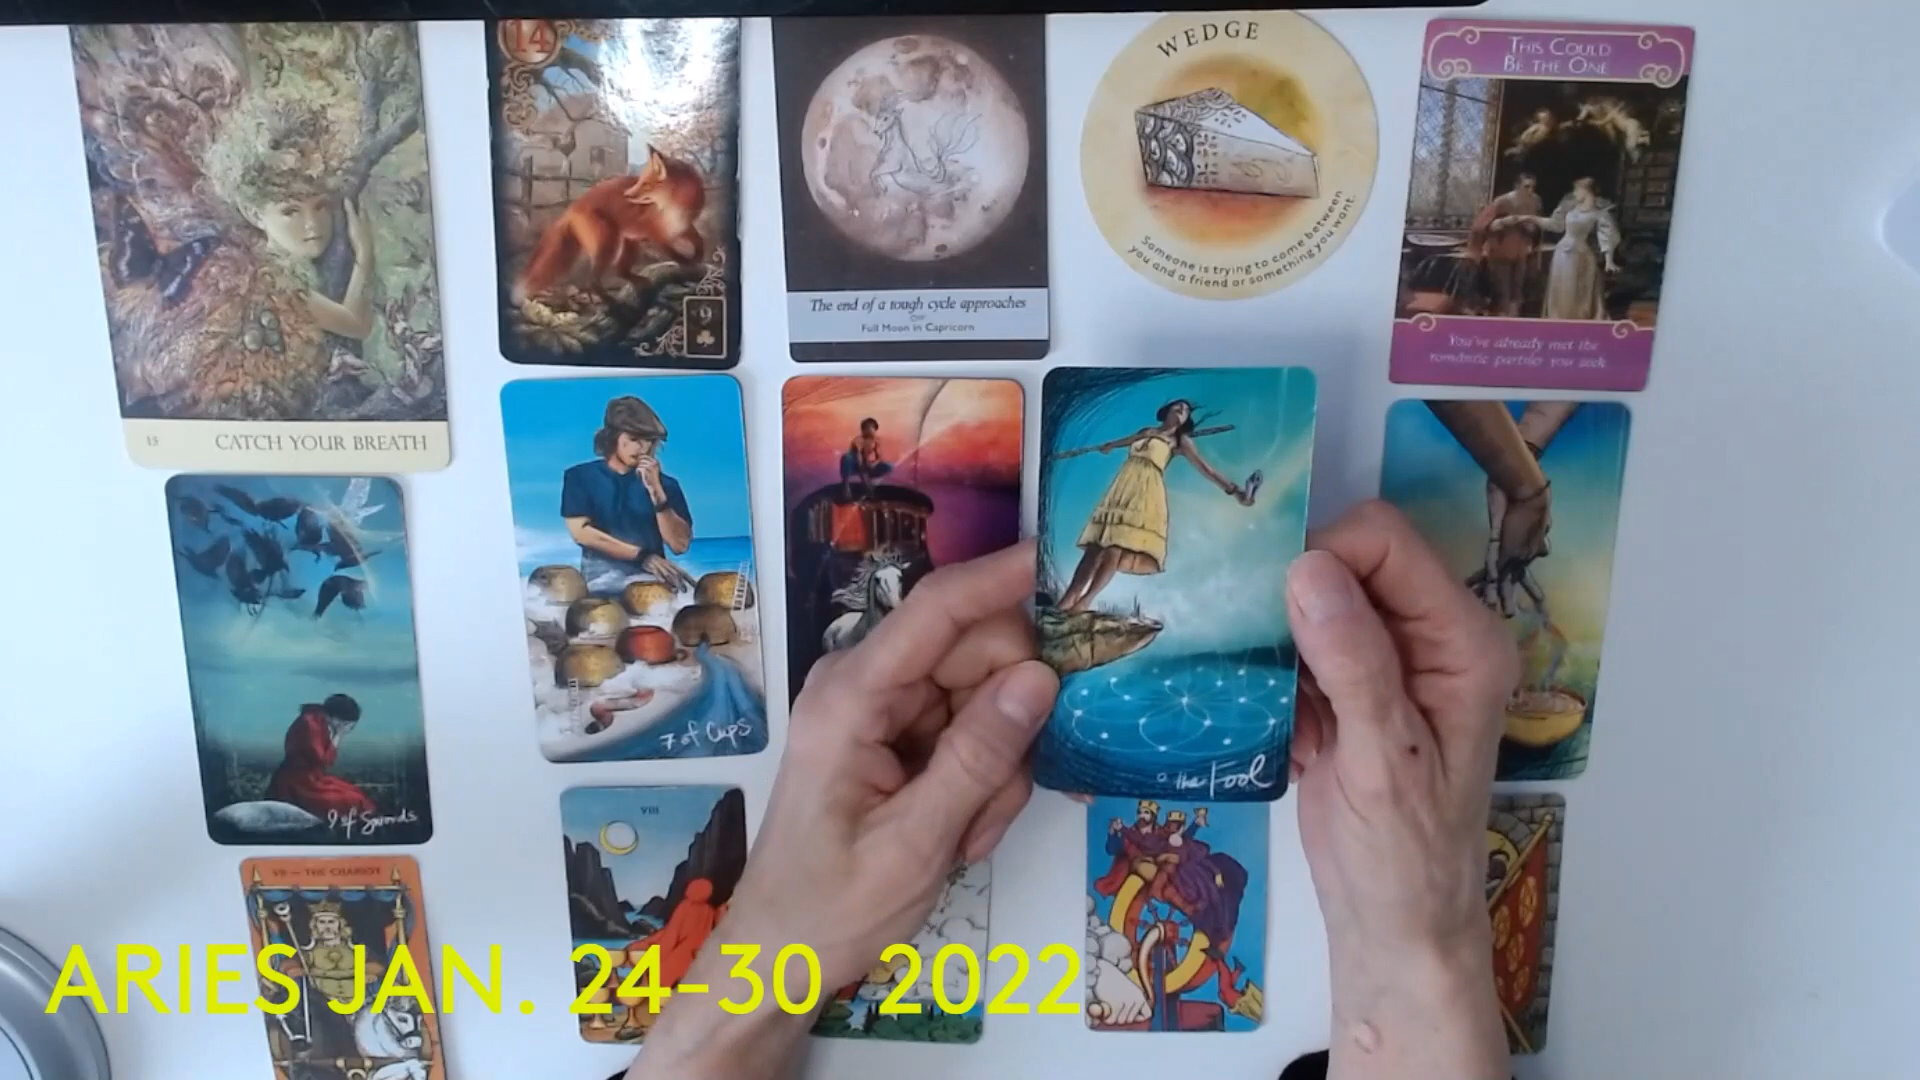 14
9
The end of a tough cycle approaches
Full Moon in Capricorn
WEDGE
Someone is trying to come between
you and a friend or something you want.
THIS COULD
BE THE ONE
You've already met the
romantic partner you seek
15 CATCH YOUR BREATH
9 of Swords
7 of Cups
0 The Fool
VII — THE CHARIOT
VIII
ARIES JAN. 24-30 2022